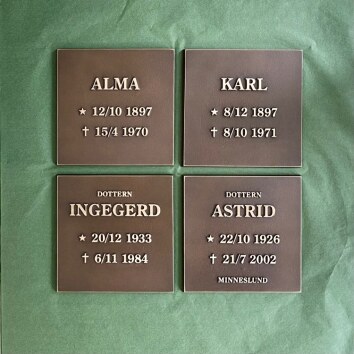 ALMA
★ 12/10 1897
✝ 15/4 1970
KARL
★ 8/12 1897
✝ 8/10 1971
DOTTERN
INGEGERD
★ 20/12 1933
✝ 6/11 1984
DOTTERN
ASTRID
★ 22/10 1926
✝ 21/7 2002
MINNESLUND